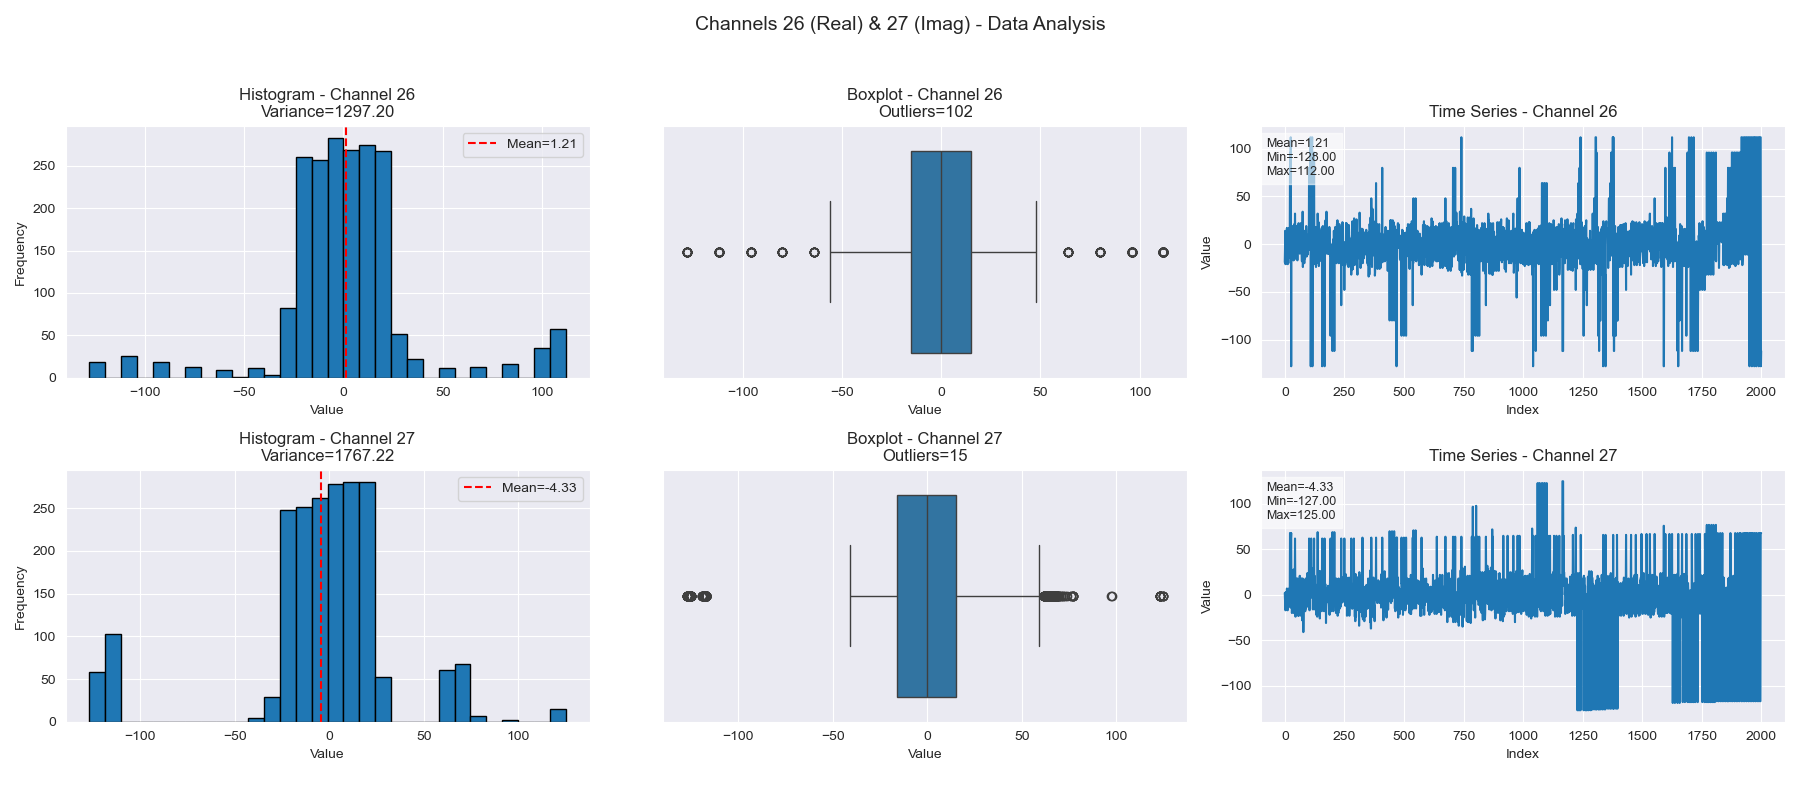 Channels 26 (Real) & 27 (Imag) - Data Analysis
Histogram - Channel 26
Variance=1297.20
Mean=1.21
Frequency
250
200
150
100
50
0
−100
−50
0
50
100
Value
Boxplot - Channel 26
Outliers=102
−100
−50
0
50
100
Value
Time Series - Channel 26
Mean=1.21
Min=-128.00
Max=112.00
Value
100
50
0
−50
−100
0
250
500
750
1000
1250
1500
1750
2000
Index
Histogram - Channel 27
Variance=1767.22
Mean=-4.33
Frequency
250
200
150
100
50
0
−100
−50
0
50
100
Value
Boxplot - Channel 27
Outliers=15
−100
−50
0
50
100
Value
Time Series - Channel 27
Mean=-4.33
Min=-127.00
Max=125.00
Value
100
50
0
−50
−100
0
250
500
750
1000
1250
1500
1750
2000
Index